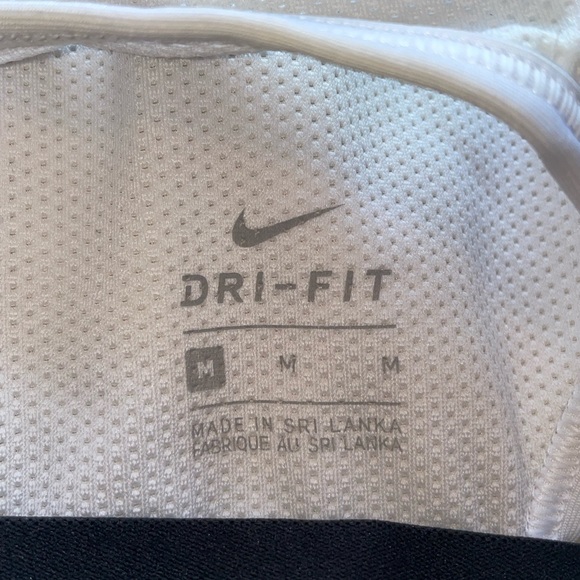 DRI-FIT
M M M
MADE IN SRI LANKA
FABRIQUE AU SRI LANKA